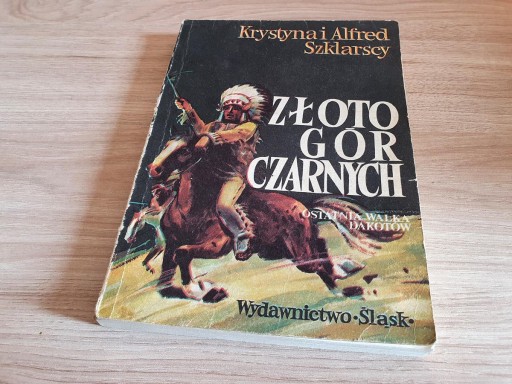 Krystyna i Alfred
Szklarscy
ZŁOTO
GÓR
CZARNYCH
OSTATNIA WALKA
DAKOTÓW
Wydawnictwo·Śląsk·